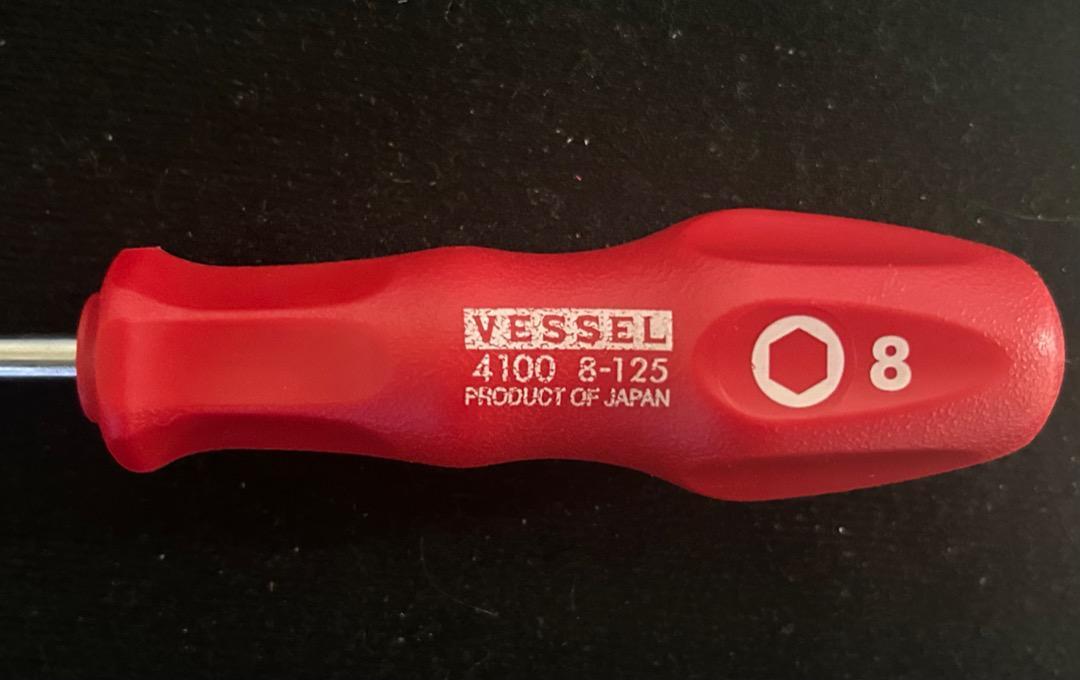 VESSEL
4100 8-125
PRODUCT OF JAPAN
8